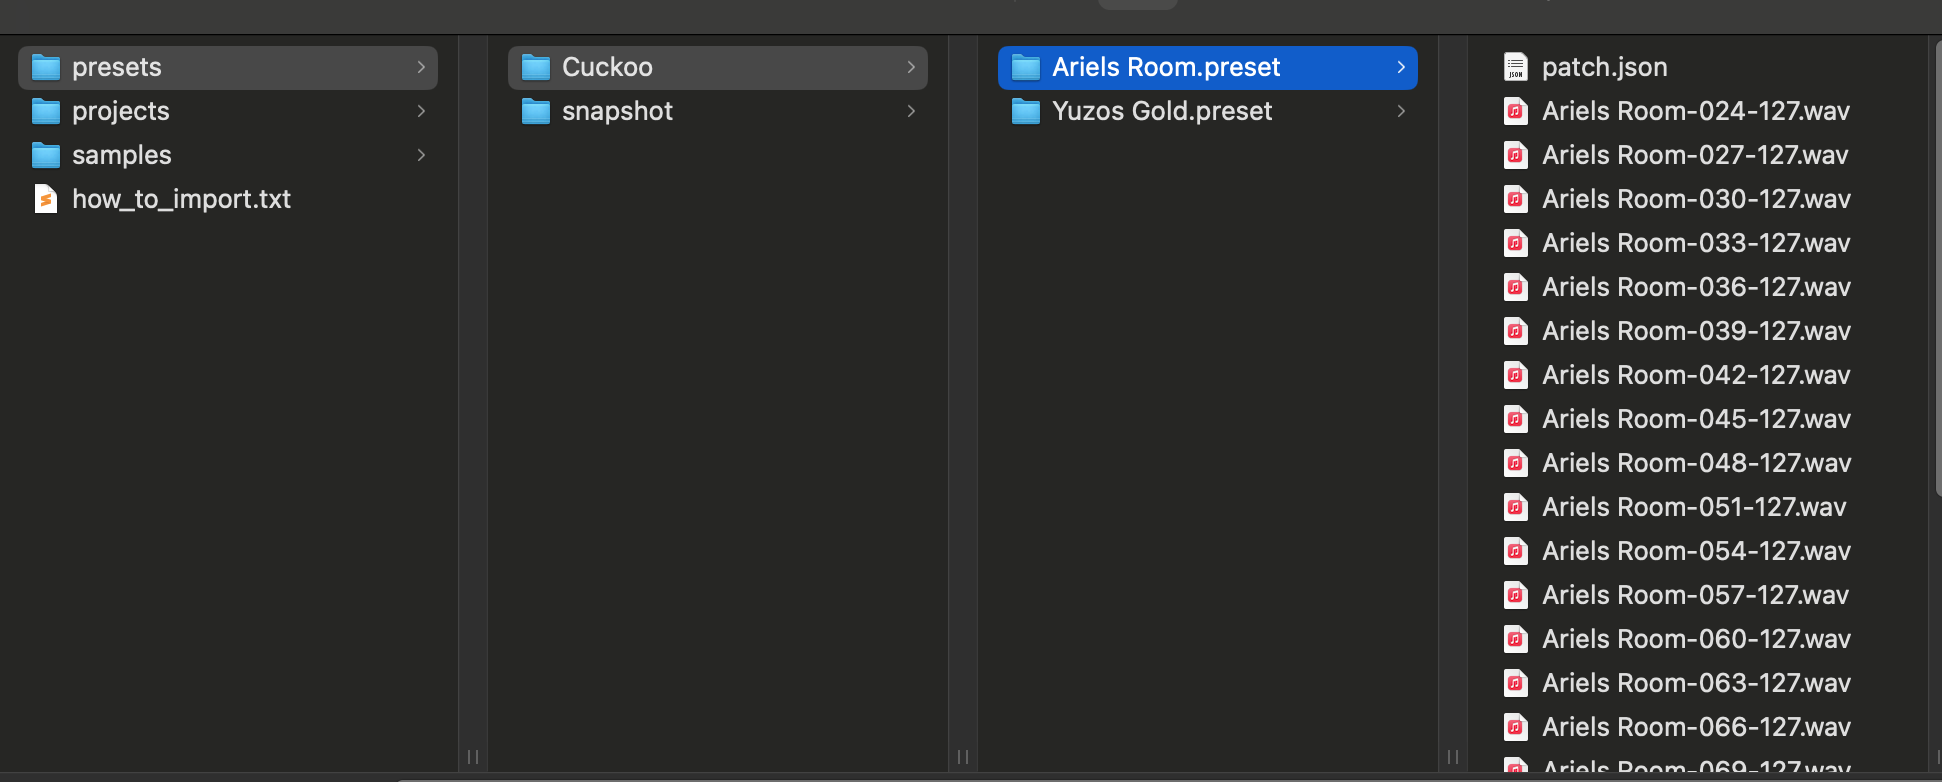 presets
projects
samples
how_to_import.txt
Cuckoo
snapshot
Ariels Room.preset
Yuzos Gold.preset
patch.json
Ariels Room-024-127.wav
Ariels Room-027-127.wav
Ariels Room-030-127.wav
Ariels Room-033-127.wav
Ariels Room-036-127.wav
Ariels Room-039-127.wav
Ariels Room-042-127.wav
Ariels Room-045-127.wav
Ariels Room-048-127.wav
Ariels Room-051-127.wav
Ariels Room-054-127.wav
Ariels Room-057-127.wav
Ariels Room-060-127.wav
Ariels Room-063-127.wav
Ariels Room-066-127.wav
Ariels Room-069-127.wav